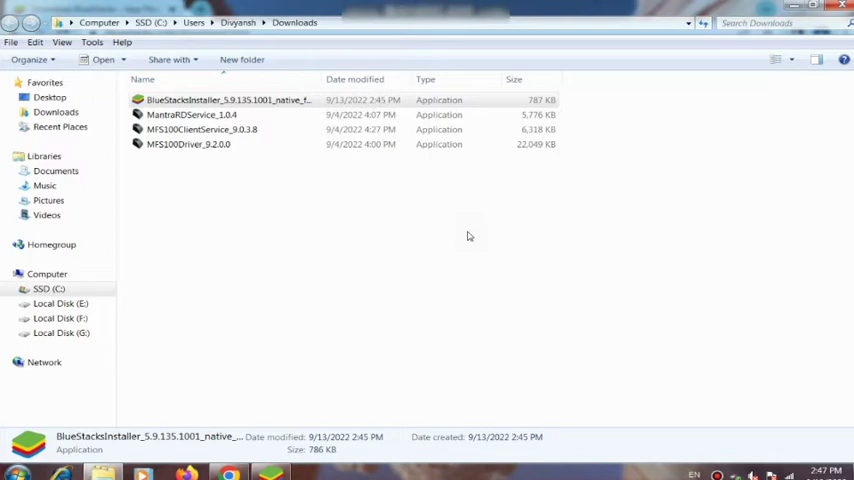 Computer ▸ SSD (C:) ▸ Users ▸ Divyansh ▸ Downloads
Search Downloads
File Edit View Tools Help
Organize Open Share with New folder
Name Date modified Type Size
Favorites
Desktop
Downloads
Recent Places
Libraries
Documents
Music
Pictures
Videos
Homegroup
Computer
SSD (C:)
Local Disk (E:)
Local Disk (F:)
Local Disk (G:)
Network
BlueStacksInstaller_5.9.135.1001_native_f... 9/13/2022 2:45 PM Application 787 KB
MantraRDService_1.0.4 9/4/2022 4:07 PM Application 5,776 KB
MFS100ClientService_9.0.3.8 9/4/2022 4:27 PM Application 6,318 KB
MFS100Driver_9.2.0.0 9/4/2022 4:00 PM Application 22,049 KB
BlueStacksInstaller_5.9.135.1001_native_... Date modified: 9/13/2022 2:45 PM Date created: 9/13/2022 2:45 PM
Application Size: 786 KB
EN 2:47 PM